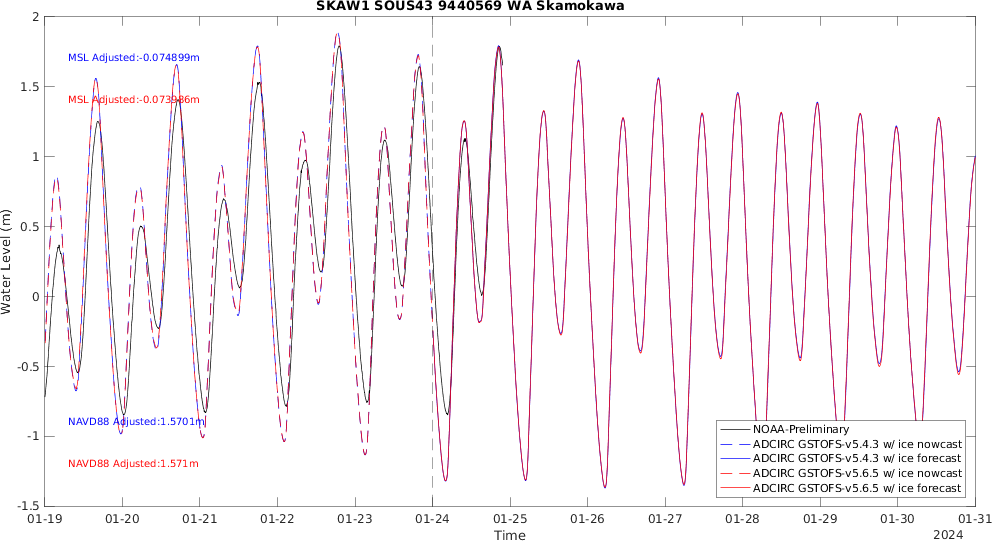 SKAW1 SOUS43 9440569 WA Skamokawa
2
1.5
1
0.5
0
-0.5
-1
-1.5
Water Level (m)
MSL Adjusted:-0.074899m
MSL Adjusted:-0.073986m
NAVD88 Adjusted:1.5701m
NAVD88 Adjusted:1.571m
NOAA-Preliminary
ADCIRC GSTOFS-v5.4.3 w/ ice nowcast
ADCIRC GSTOFS-v5.4.3 w/ ice forecast
ADCIRC GSTOFS-v5.6.5 w/ ice nowcast
ADCIRC GSTOFS-v5.6.5 w/ ice forecast
01-19 01-20 01-21 01-22 01-23 01-24 01-25 01-26 01-27 01-28 01-29 01-30 01-31
Time
2024